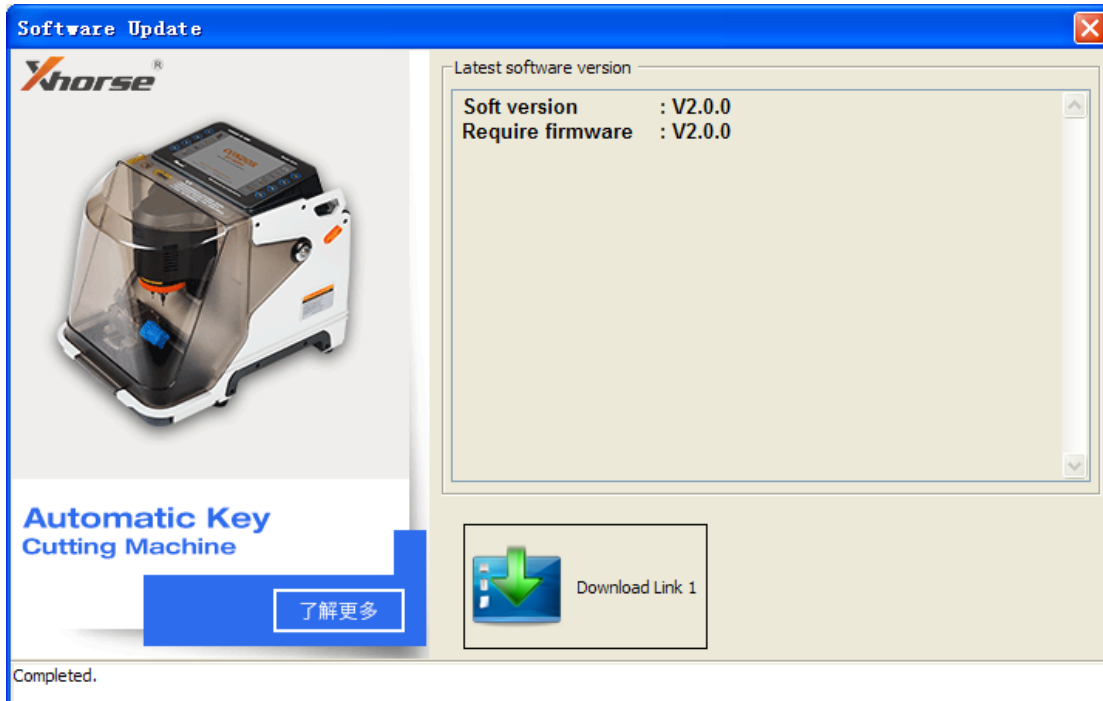 Software Update
Xhorse®
Latest software version
Soft version : V2.0.0
Require firmware : V2.0.0
CONDOR
Automatic Key
Cutting Machine
了解更多
Download Link 1
Completed.